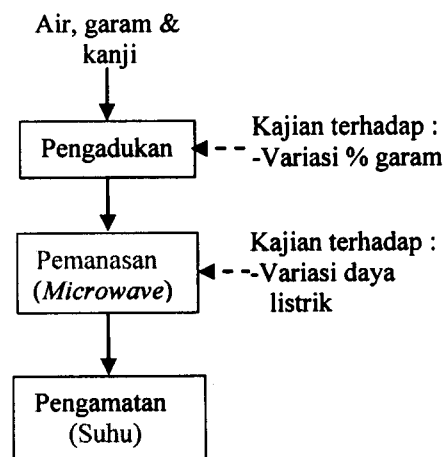 Air, garam &
kanji
Pengadukan
Kajian terhadap :
-Variasi % garam
Pemanasan
(Microwave)
Kajian terhadap :
-Variasi daya
listrik
Pengamatan
(Suhu)